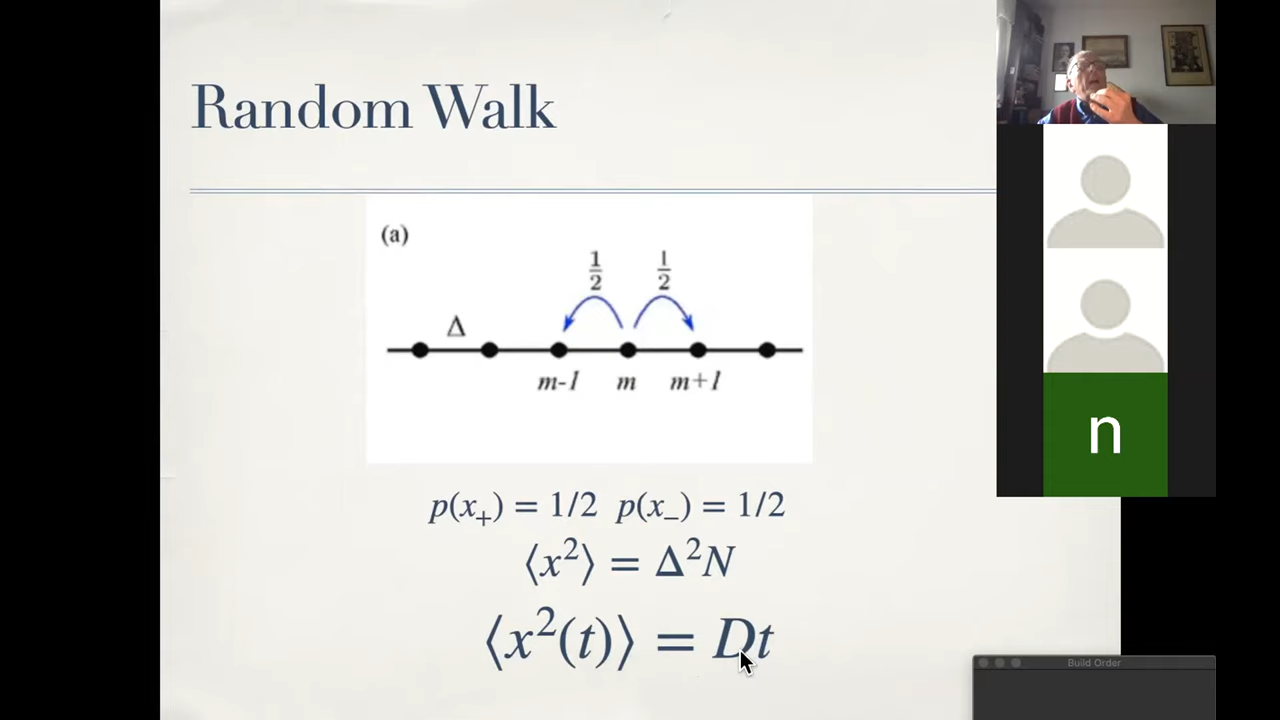 Random Walk
(a)
1/2 1/2
Δ
m-1 m m+1
p(x₊) = 1/2 p(x₋) = 1/2
⟨x²⟩ = Δ²N
⟨x²(t)⟩ = Dt
n
Build Order